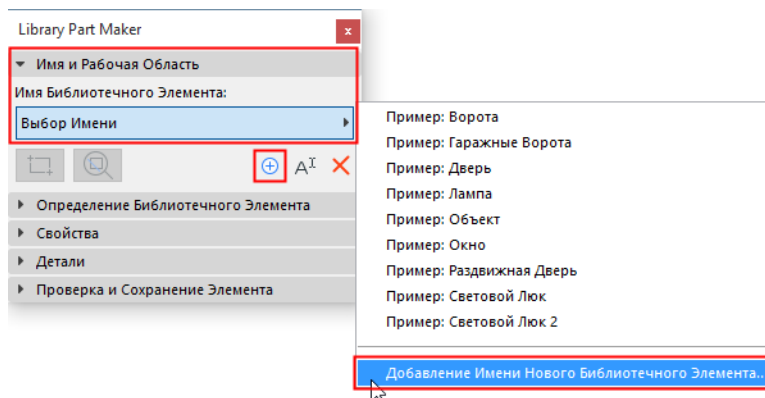 Library Part Maker
Имя и Рабочая Область
Имя Библиотечного Элемента:
Выбор Имени
Определение Библиотечного Элемента
Свойства
Детали
Проверка и Сохранение Элемента
Пример: Ворота
Пример: Гаражные Ворота
Пример: Дверь
Пример: Лампа
Пример: Объект
Пример: Окно
Пример: Раздвижная Дверь
Пример: Световой Люк
Пример: Световой Люк 2
Добавление Имени Нового Библиотечного Элемента...